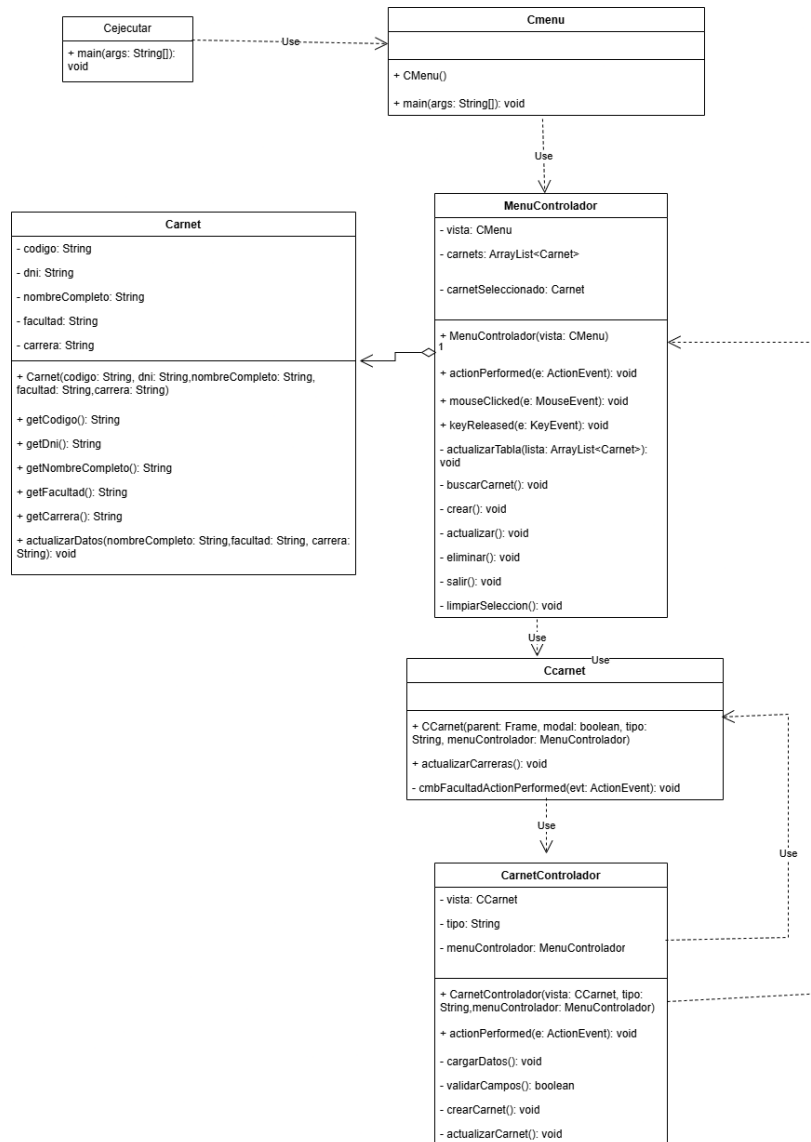 Cejecutar
+ main(args: String[]):
void
Use
Cmenu
+ CMenu()
+ main(args: String[]): void
Use
Carnet
- codigo: String
- dni: String
- nombreCompleto: String
- facultad: String
- carrera: String
+ Carnet(codigo: String, dni: String,nombreCompleto: String,
facultad: String,carrera: String)
+ getCodigo(): String
+ getDni(): String
+ getNombreCompleto(): String
+ getFacultad(): String
+ getCarrera(): String
+ actualizarDatos(nombreCompleto: String,facultad: String, carrera:
String): void
MenuControlador
- vista: CMenu
- carnets: ArrayList<Carnet>
- carnetSeleccionado: Carnet
+ MenuControlador(vista: CMenu)
1
+ actionPerformed(e: ActionEvent): void
+ mouseClicked(e: MouseEvent): void
+ keyReleased(e: KeyEvent): void
- actualizarTabla(lista: ArrayList<Carnet>):
void
- buscarCarnet(): void
- crear(): void
- actualizar(): void
- eliminar(): void
- salir(): void
- limpiarSeleccion(): void
Use
Use
Ccarnet
+ CCarnet(parent: Frame, modal: boolean, tipo:
String, menuControlador: MenuControlador)
+ actualizarCarreras(): void
- cmbFacultadActionPerformed(evt: ActionEvent): void
Use
Use
CarnetControlador
- vista: CCarnet
- tipo: String
- menuControlador: MenuControlador
+ CarnetControlador(vista: CCarnet, tipo:
String,menuControlador: MenuControlador)
+ actionPerformed(e: ActionEvent): void
- cargarDatos(): void
- validarCampos(): boolean
- crearCarnet(): void
- actualizarCarnet(): void